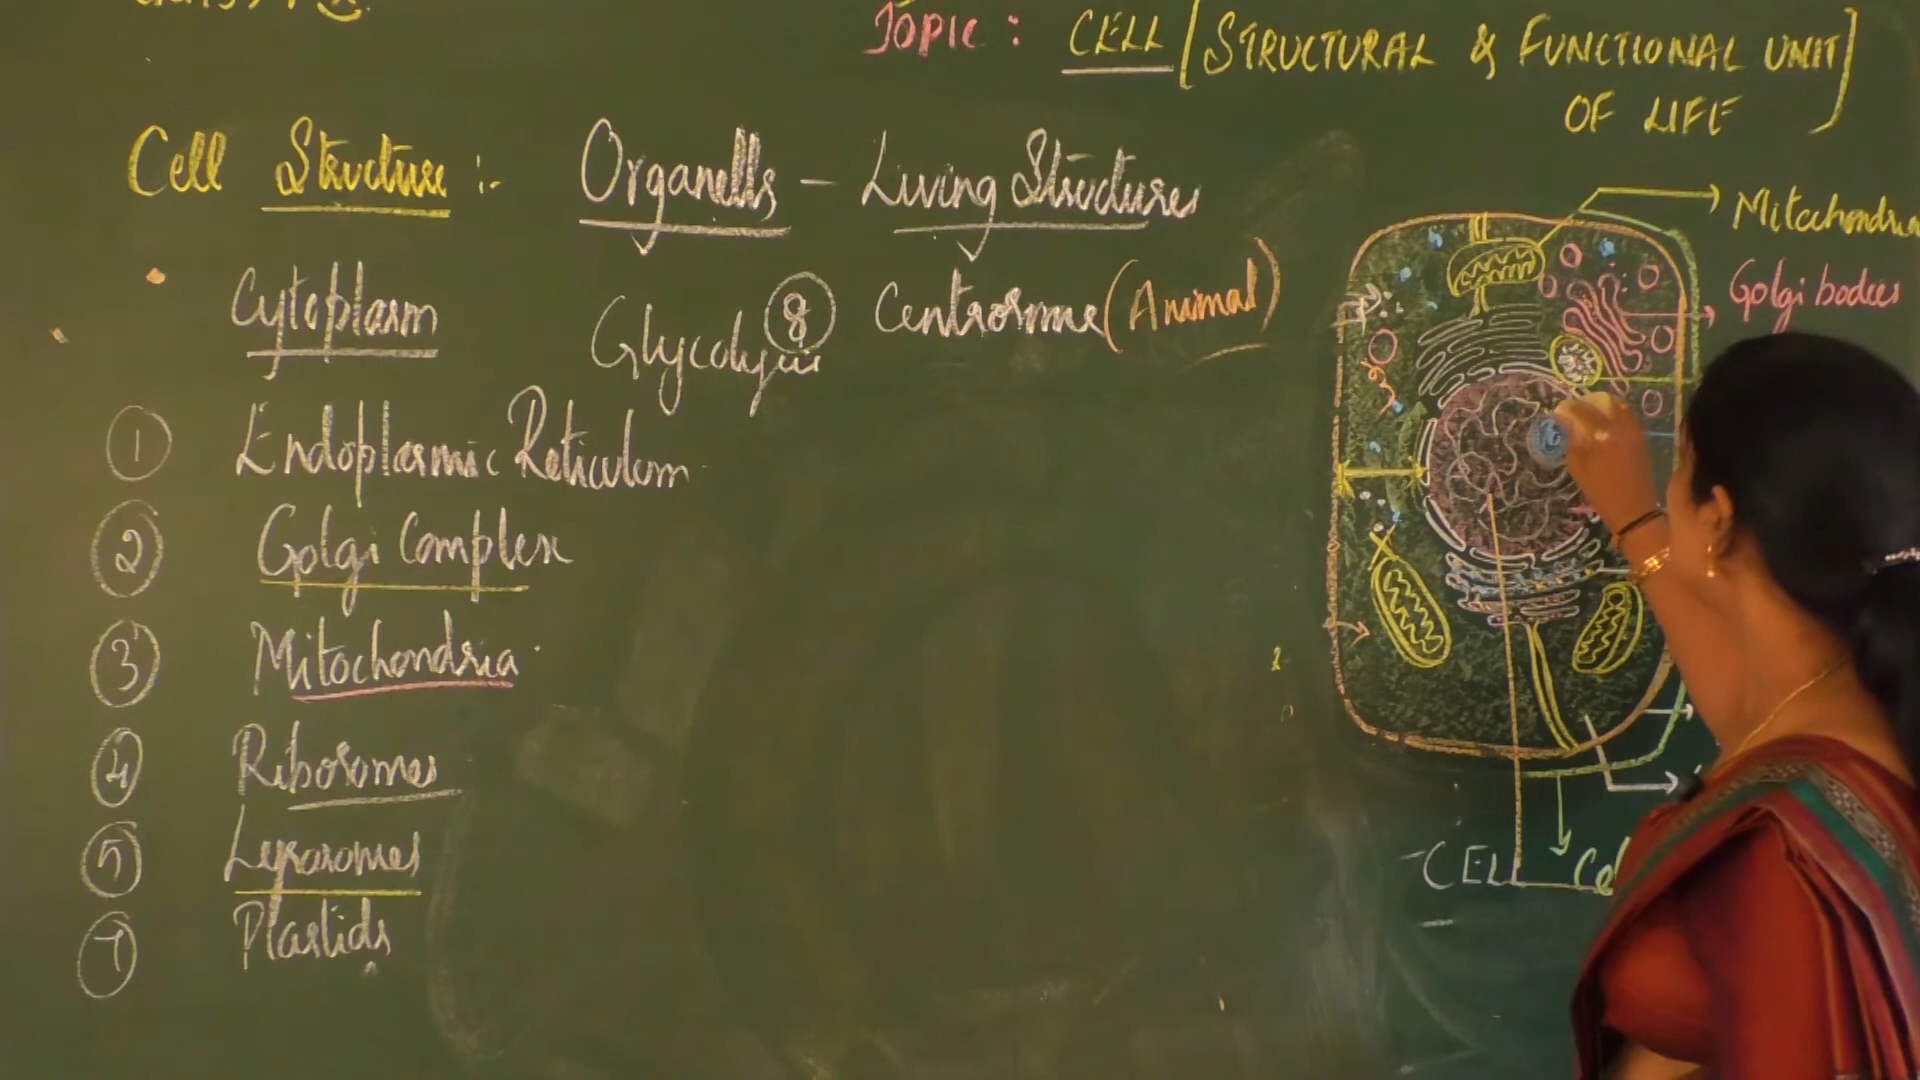 TOPIC : CELL [STRUCTURAL & FUNCTIONAL UNIT]
OF LIFE
Cell Structure :- Organells - Living Structures
Cytoplasm Glycolysis
8 Centrosome (Animal)
1 Endoplasmic Reticulum
2 Golgi Complex
3 Mitochondria
4 Ribosomes
5 Lysosomes
7 Plastids
Mitochondria
Golgi bodies
CELL